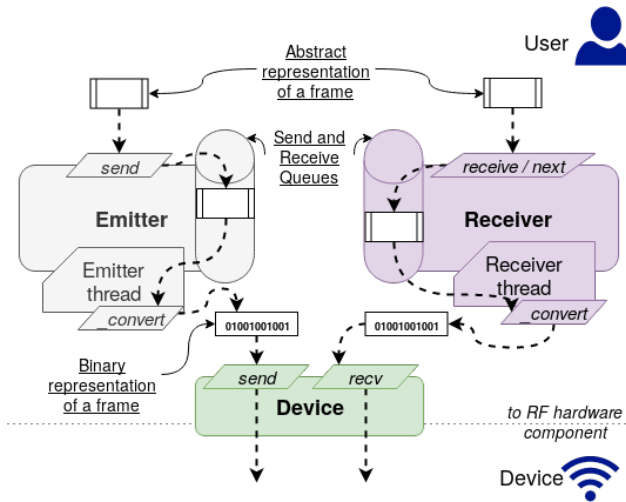 User
Abstract
representation
of a frame
Send and
Receive
Queues
send
receive / next
Emitter
Receiver
Emitter
thread
Receiver
thread
_convert
_convert
01001001001
01001001001
Binary
representation
of a frame
send
recv
Device
to RF hardware
component
Device